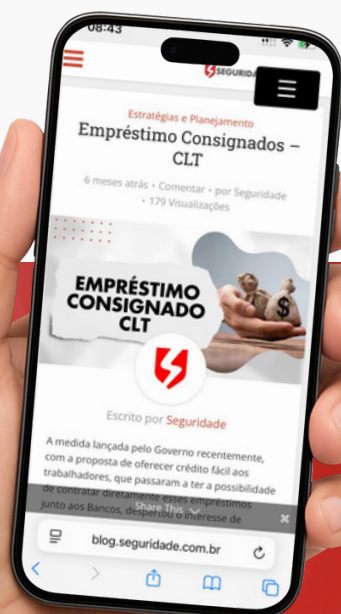 08:43
SEGURID
Estratégias e Planejamento
Empréstimo Consignados –
CLT
6 meses atrás • Comentar • por Seguridade
• 179 Visualizações
EMPRÉSTIMO
CONSIGNADO
CLT
$
Escrito por Seguridade
A medida lançada pelo Governo recentemente,
com a proposta de oferecer crédito fácil aos
trabalhadores, que passaram a ter a possibilidade
de contratar diretamente esses empréstimos
junto aos Bancos, despertou o interesse de
Share This
blog.seguridade.com.br